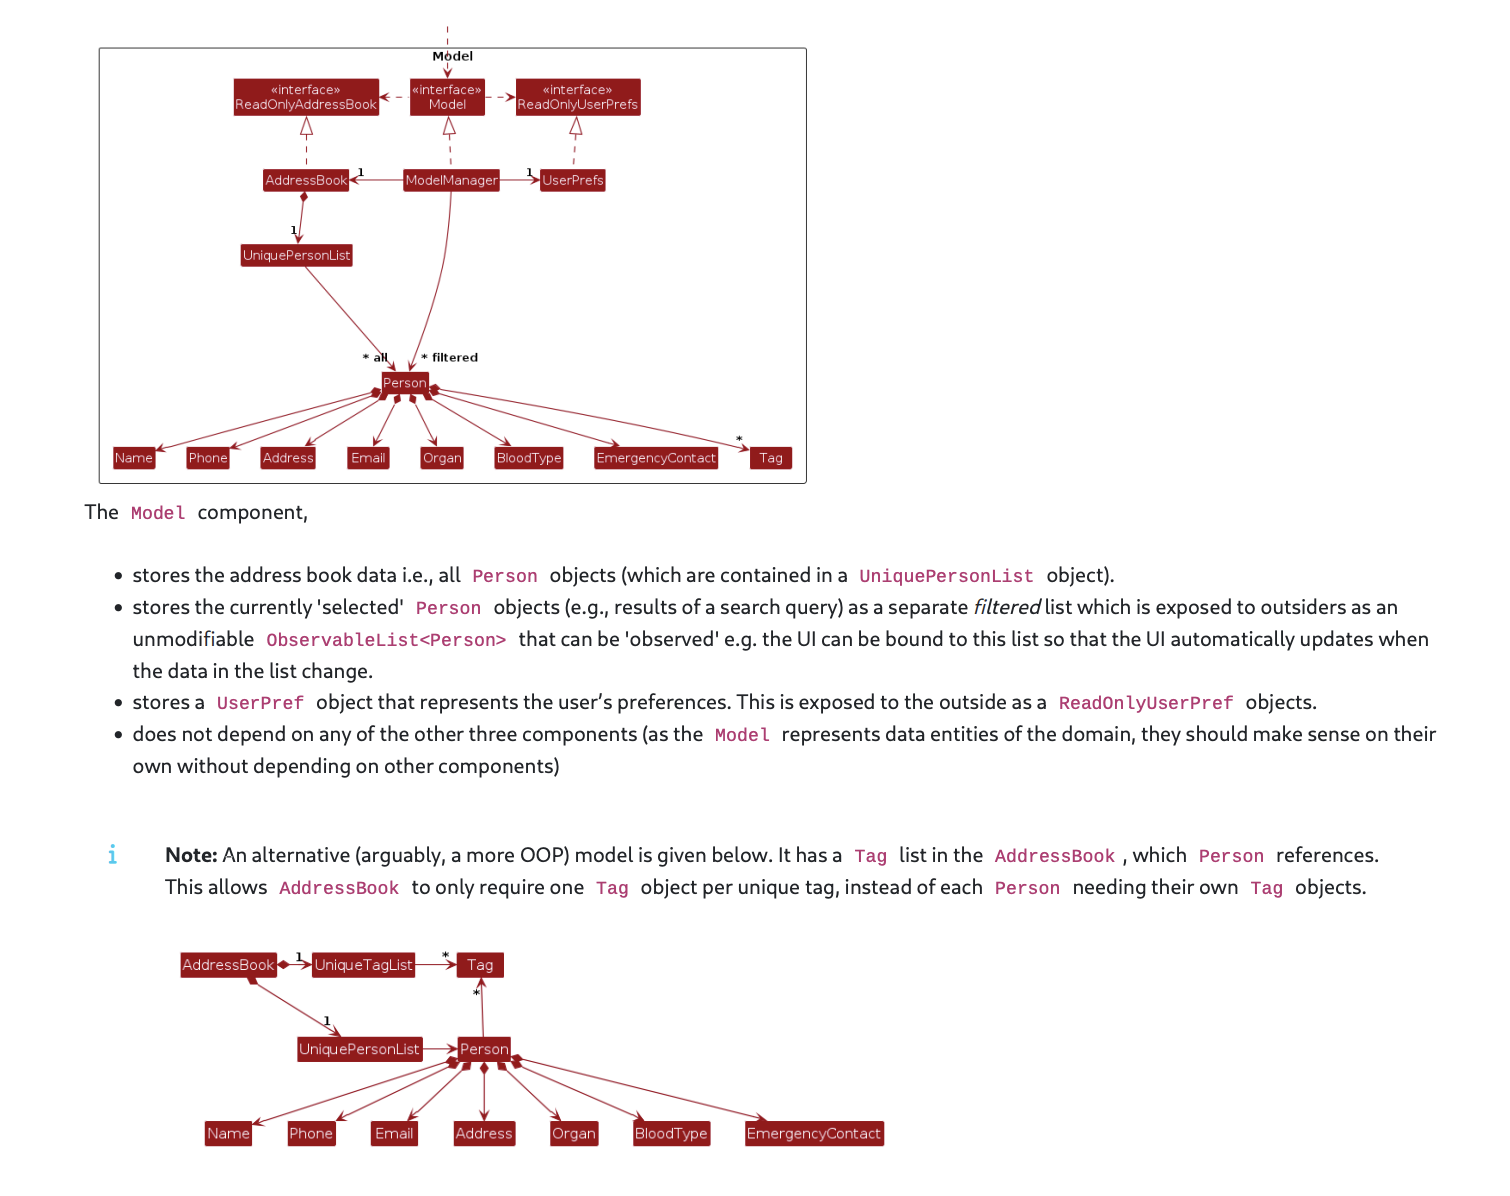 Model
«interface»
ReadOnlyAddressBook
«interface»
Model
«interface»
ReadOnlyUserPrefs
AddressBook
1
ModelManager
1
UserPrefs
1
UniquePersonList
* all
* filtered
Person
*
Name
Phone
Address
Email
Organ
BloodType
EmergencyContact
Tag
The Model component,
• stores the address book data i.e., all Person objects (which are contained in a UniquePersonList object).
• stores the currently 'selected' Person objects (e.g., results of a search query) as a separate filtered list which is exposed to outsiders as an
unmodifiable ObservableList<Person> that can be 'observed' e.g. the UI can be bound to this list so that the UI automatically updates when
the data in the list change.
• stores a UserPref object that represents the user’s preferences. This is exposed to the outside as a ReadOnlyUserPref objects.
• does not depend on any of the other three components (as the Model represents data entities of the domain, they should make sense on their
own without depending on other components)
i
Note: An alternative (arguably, a more OOP) model is given below. It has a Tag list in the AddressBook , which Person references.
This allows AddressBook to only require one Tag object per unique tag, instead of each Person needing their own Tag objects.
AddressBook
1
UniqueTagList
*
Tag
*
1
UniquePersonList
Person
Name
Phone
Email
Address
Organ
BloodType
EmergencyContact